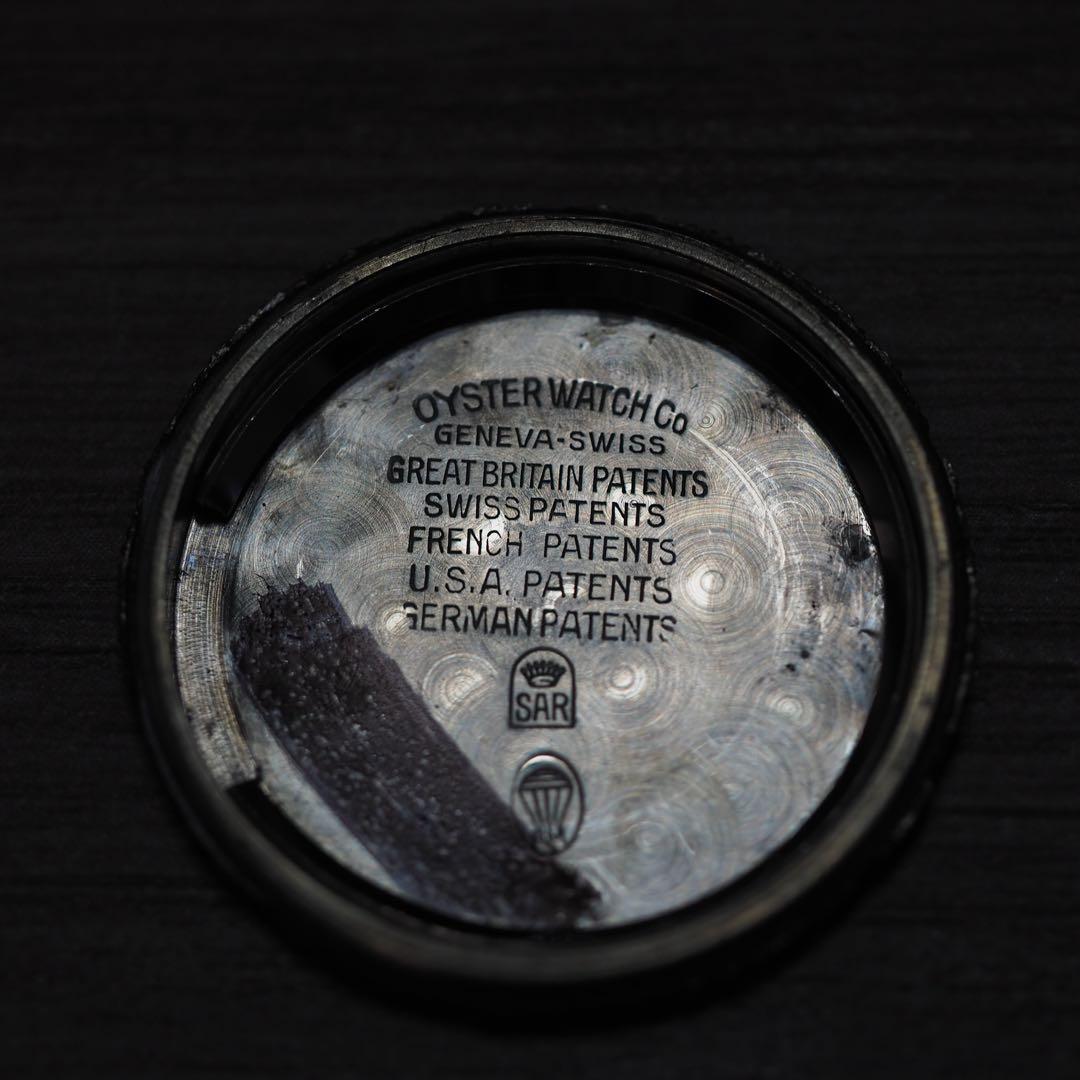 OYSTER WATCH Co
GENEVA-SWISS
GREAT BRITAIN PATENTS
SWISS PATENTS
FRENCH PATENTS
U.S.A. PATENTS
GERMAN PATENTS
SAR